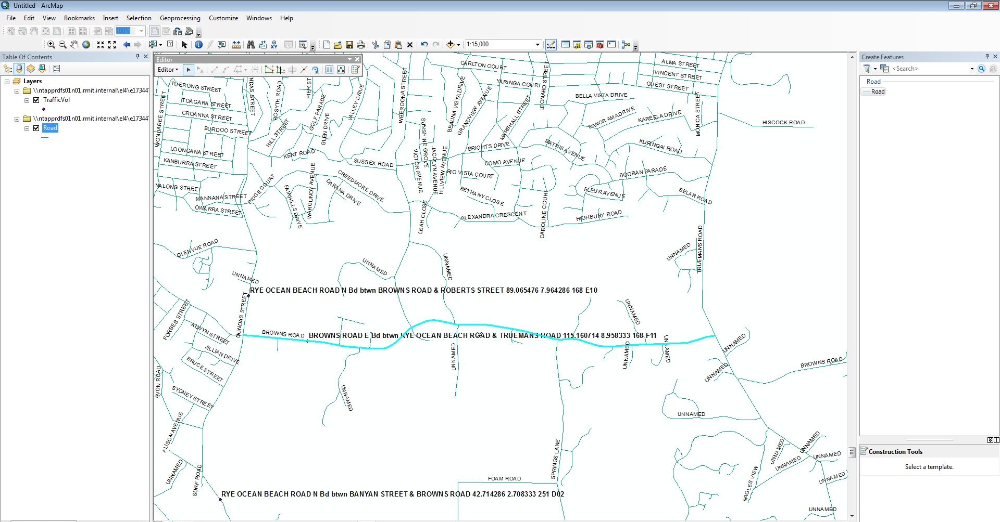 Untitled - ArcMap
File Edit View Bookmarks Insert Selection Geoprocessing Customize Windows Help
100%
1:15,000
Table Of Contents
Layers
\\ntapprdfs01n01.rmit.internal\el4\e17344
TrafficVol
\\ntapprdfs01n01.rmit.internal\el4\e17344
Road
Editor
Editor
Create Features
<Search>
Road
Road
Construction Tools
Select a template.
CARLTON COURT
ALMA STREET
VINCENT STREET
GUEST STREET
YARINGA COURT
LEONARD STREET
BELLA VISTA DRIVE
TUERONG STREET
TOAGARA STREET
CROANNA STREET
BURDOO STREET
WONDAREE STREET
NDAS STREET
ROSYTH ROAD
PIER ST
GOLF PARADE
VALLEY DRIVE
GLEN DRIVE
HILL STREET
WEEROONA STREET
BEAUNA VISTA DRIVE
GRANDVIEW AVENUE
MARSHALL STREET
PANORAMA DRIVE
KAREELA DRIVE
MONICA STREET
HISCOCK ROAD
LOONGANA STREET
KANBURRA STREET
KENT ROAD
SUSSEX ROAD
SUNSHINE GROVE
VICTOR AVENUE
JACQLYN AVENUE
HILLVIEW AVENUE
BRIGHTS DRIVE
COMO AVENUE
MATHIS AVENUE
KURINGAI ROAD
RIO VISTA COURT
BOORAN PARADE
NALONG STREET
MANNANA STREET
OWARRA STREET
RIDGE COURT
FAIRHILLS DRIVE
WARGUNDY AVENUE
DARANA DRIVE
CREEDMORE DRIVE
BETHANY CLOSE
FLEUR AVENUE
BELAR ROAD
LEAH CLOSE
ALEXANDRA CRESCENT
CAROLINE COURT
HIGHBURY ROAD
GLENVUE ROAD
UNNAMED
UNNAMED
UNNAMED
UNNAMED
TRUEMANS ROAD
RYE OCEAN BEACH ROAD N Bd btwn BROWNS ROAD & ROBERTS STREET 89.065476 7.964286 168 E10
DUNDAS STREET
FORBES STREET
ALWYN STREET
UNNAMED
BROWNS ROAD
BROWNS ROAD E Bd btwn RYE OCEAN BEACH ROAD & TRUEMANS ROAD 115.160714 8.958333 168 F11
JILLIAN DRIVE
BRUCE STREET
UNNAMED
UNNAMED
UNNAMED
UNNAMED
BROWNS ROAD
UNNAMED
AVON ROAD
SYDNEY STREET
UNNAMED
UNNAMED
ALISON AVENUE
UNNAMED
SURF ROAD
SPRINGS LANE
FOAM ROAD
UNNAMED
UNNAMED
UNNAMED
UNNAMED
UNNAMED
NAGLES VIEW
RYE OCEAN BEACH ROAD N Bd btwn BANYAN STREET & BROWNS ROAD 42.714286 2.708333 251 D02
UNNAMED